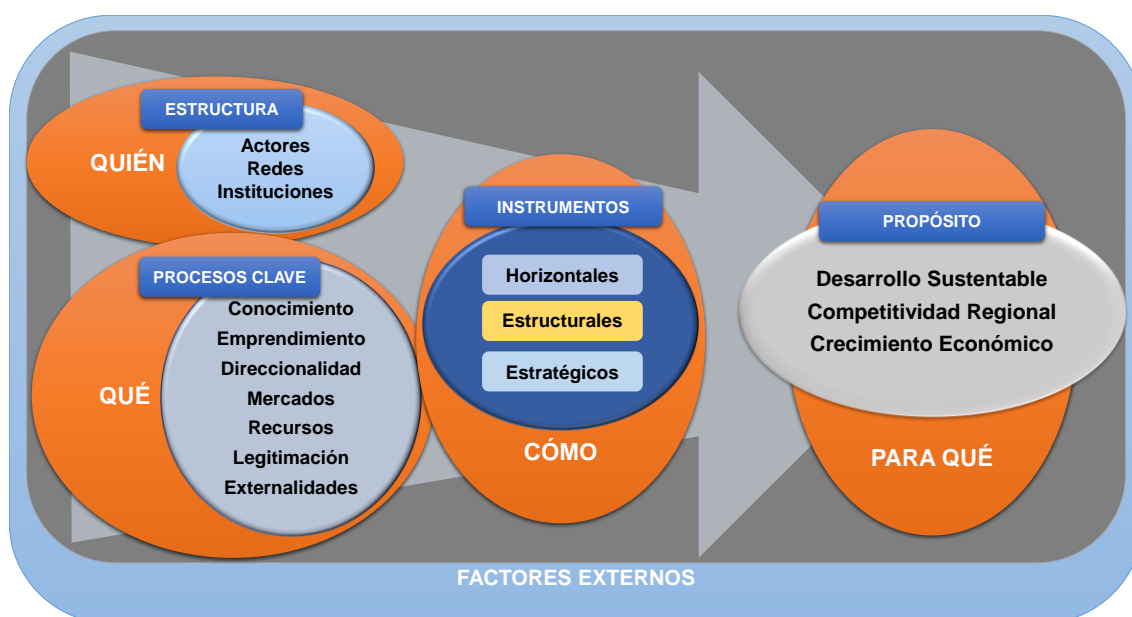 ESTRUCTURA
QUIÉN
Actores
Redes
Instituciones
PROCESOS CLAVE
QUÉ
Conocimiento
Emprendimiento
Direccionalidad
Mercados
Recursos
Legitimación
Externalidades
INSTRUMENTOS
Horizontales
Estructurales
Estratégicos
CÓMO
PROPÓSITO
Desarrollo Sustentable
Competitividad Regional
Crecimiento Económico
PARA QUÉ
FACTORES EXTERNOS